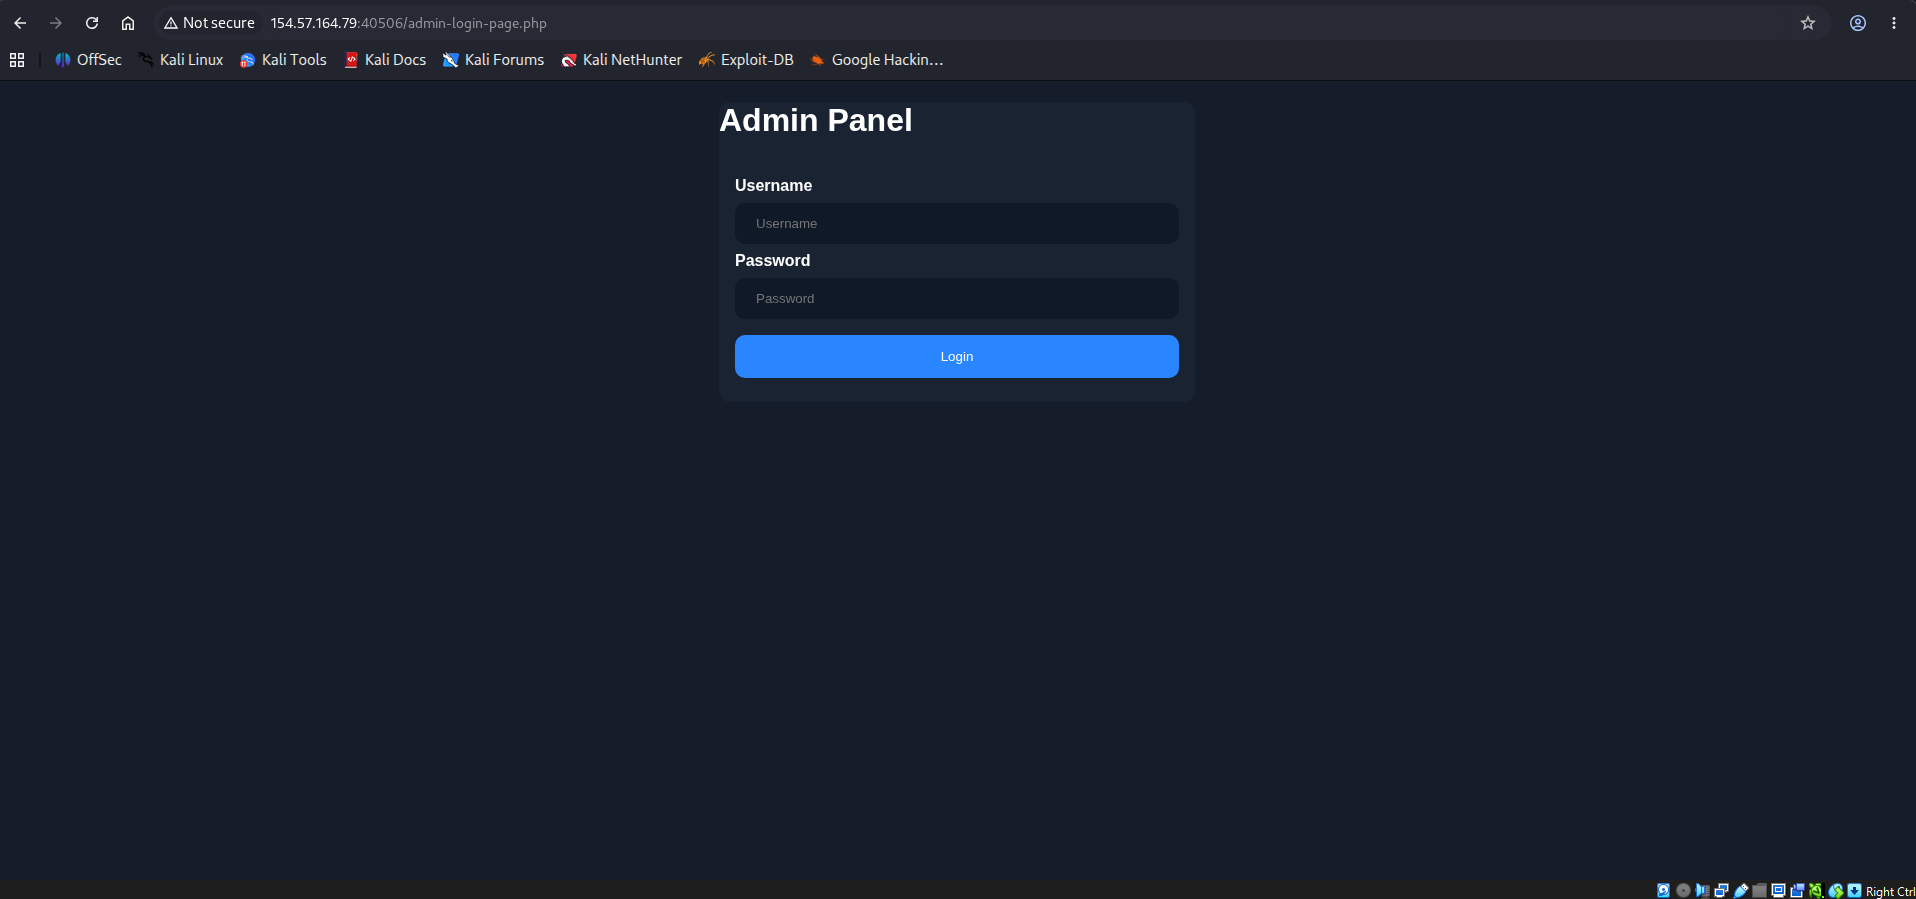 Not secure 154.57.164.79:40506/admin-login-page.php
OffSec Kali Linux Kali Tools Kali Docs Kali Forums Kali NetHunter Exploit-DB Google Hackin…
Admin Panel
Username
Username
Password
Password
Login
Right Ctrl